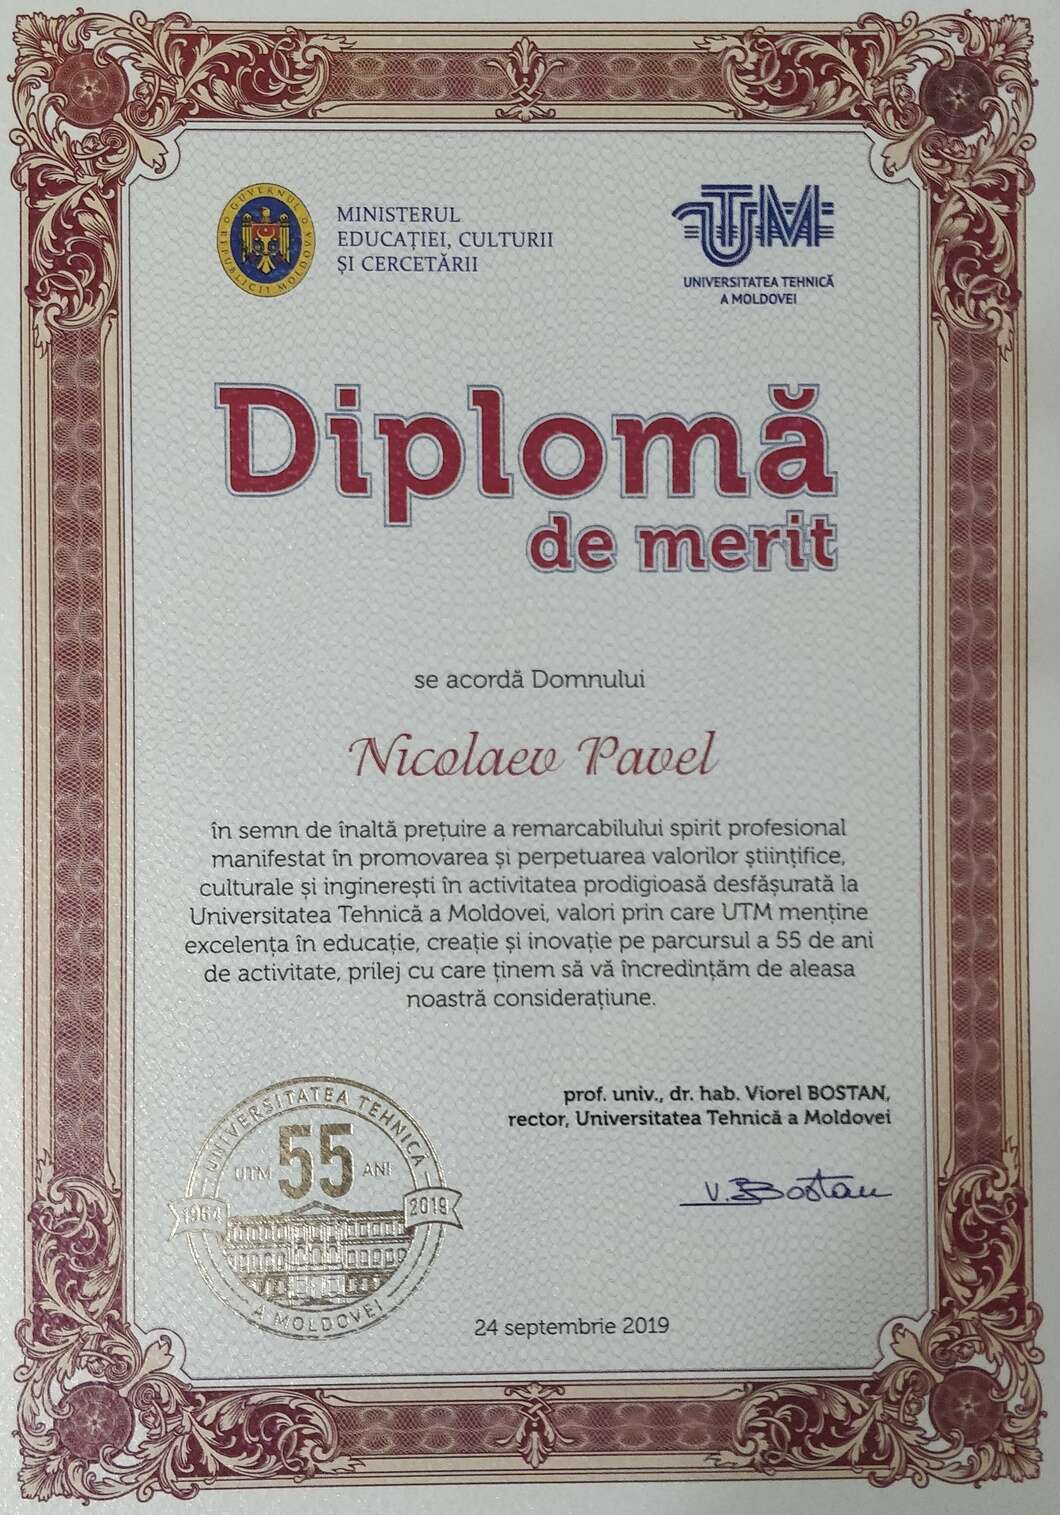 GUVERNUL
REPUBLICII MOLDOVA
MINISTERUL
EDUCAȚIEI, CULTURII
ȘI CERCETĂRII
UTM
UNIVERSITATEA TEHNICĂ
A MOLDOVEI
Diplomă
de merit
se acordă Domnului
Nicolaev Pavel
în semn de înaltă prețuire a remarcabilului spirit profesional
manifestat în promovarea și perpetuarea valorilor științifice,
culturale și inginerești în activitatea prodigioasă desfășurată la
Universitatea Tehnică a Moldovei, valori prin care UTM menține
excelența în educație, creație și inovație pe parcursul a 55 de ani
de activitate, prilej cu care ținem să vă încredințăm de aleasa
noastră considerațiune.
prof. univ., dr. hab. Viorel BOSTAN,
rector, Universitatea Tehnică a Moldovei
V. Bostan
UNIVERSITATEA TEHNICĂ
UTM 55 ANI
1964 2019
A MOLDOVEI
24 septembrie 2019